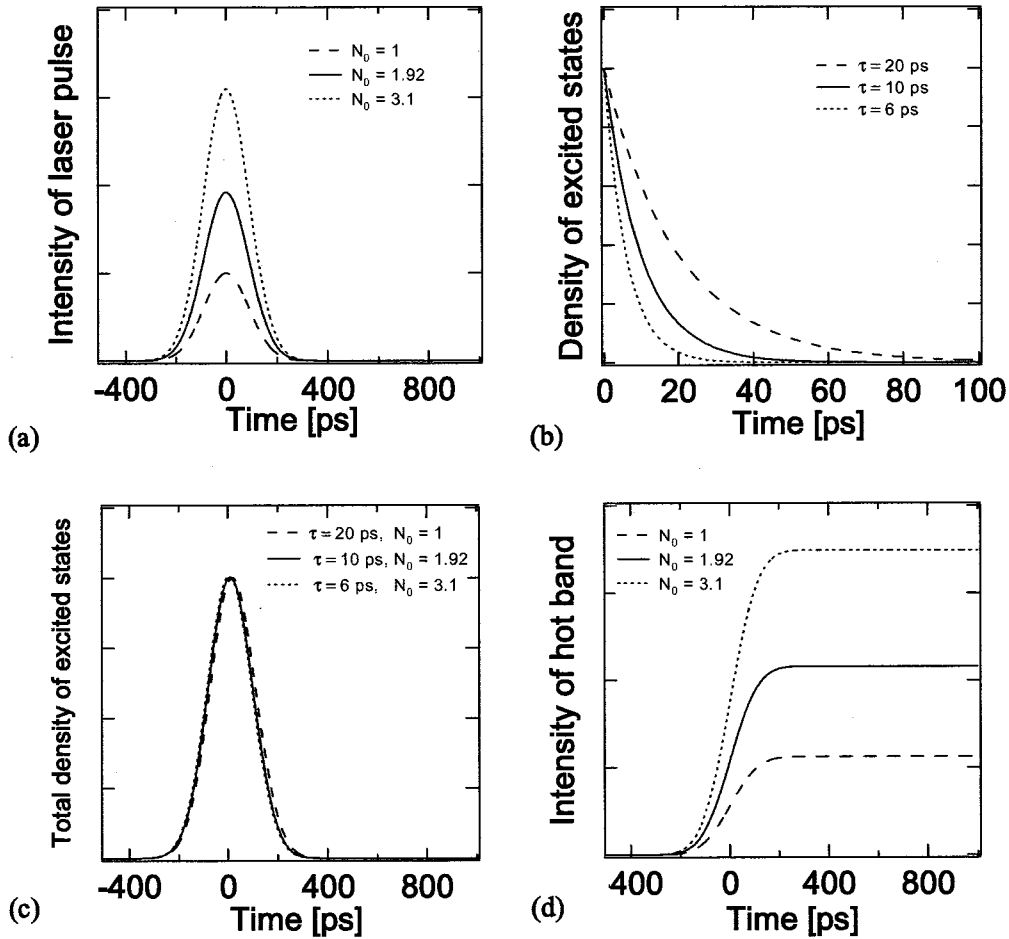 Intensity of laser pulse
N0 = 1
N0 = 1.92
N0 = 3.1
-400 0 400 800
Time [ps]
(a)
Density of excited states
τ = 20 ps
τ = 10 ps
τ = 6 ps
0 20 40 60 80 100
Time [ps]
(b)
Total density of excited states
τ = 20 ps, N0 = 1
τ = 10 ps, N0 = 1.92
τ = 6 ps, N0 = 3.1
-400 0 400 800
Time [ps]
(c)
Intensity of hot band
N0 = 1
N0 = 1.92
N0 = 3.1
-400 0 400 800
Time [ps]
(d)